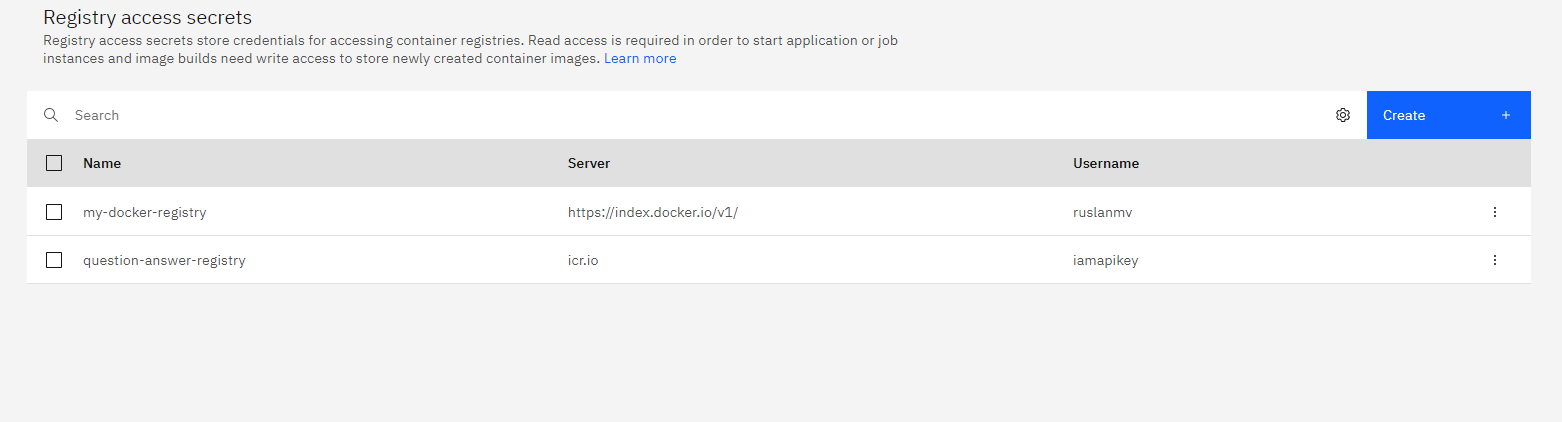 Registry access secrets
Registry access secrets store credentials for accessing container registries. Read access is required in order to start application or job
instances and image builds need write access to store newly created container images. Learn more
Search
Create +
Name Server Username
my-docker-registry https://index.docker.io/v1/ ruslanmv
question-answer-registry icr.io iamapikey